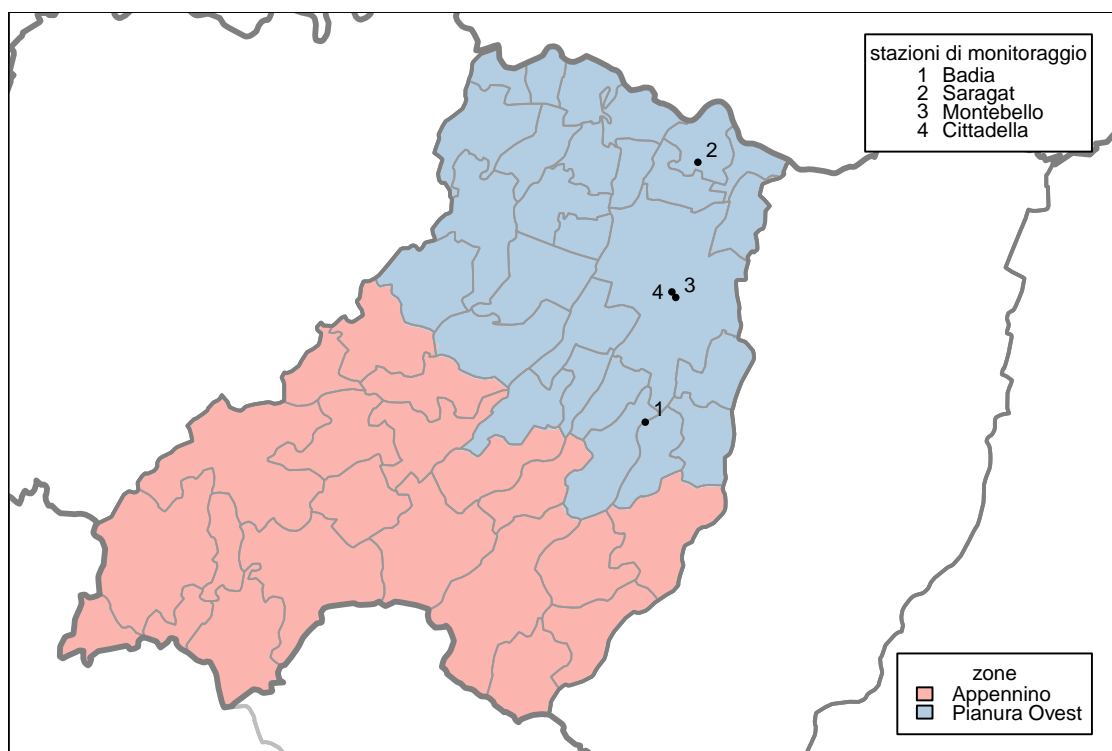 stazioni di monitoraggio
1 Badia
2 Saragat
3 Montebello
4 Cittadella
2
4 3
1
zone
Appennino
Pianura Ovest